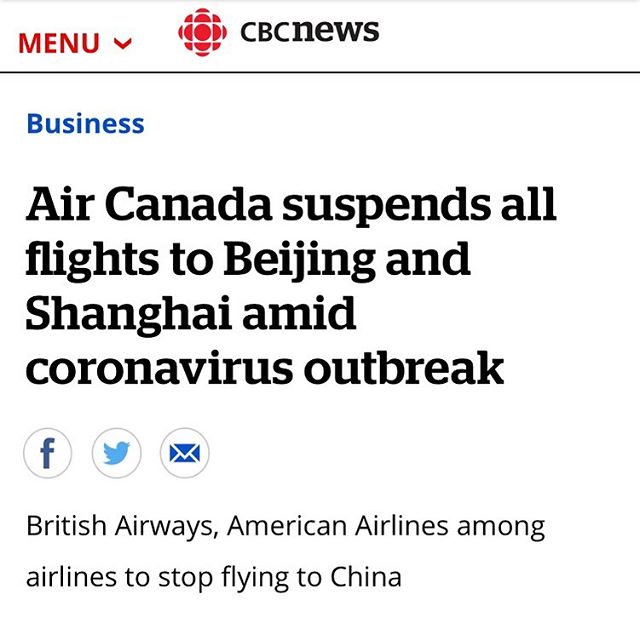 MENU
CBCnews
Business
Air Canada suspends all
flights to Beijing and
Shanghai amid
coronavirus outbreak
f
British Airways, American Airlines among
airlines to stop flying to China